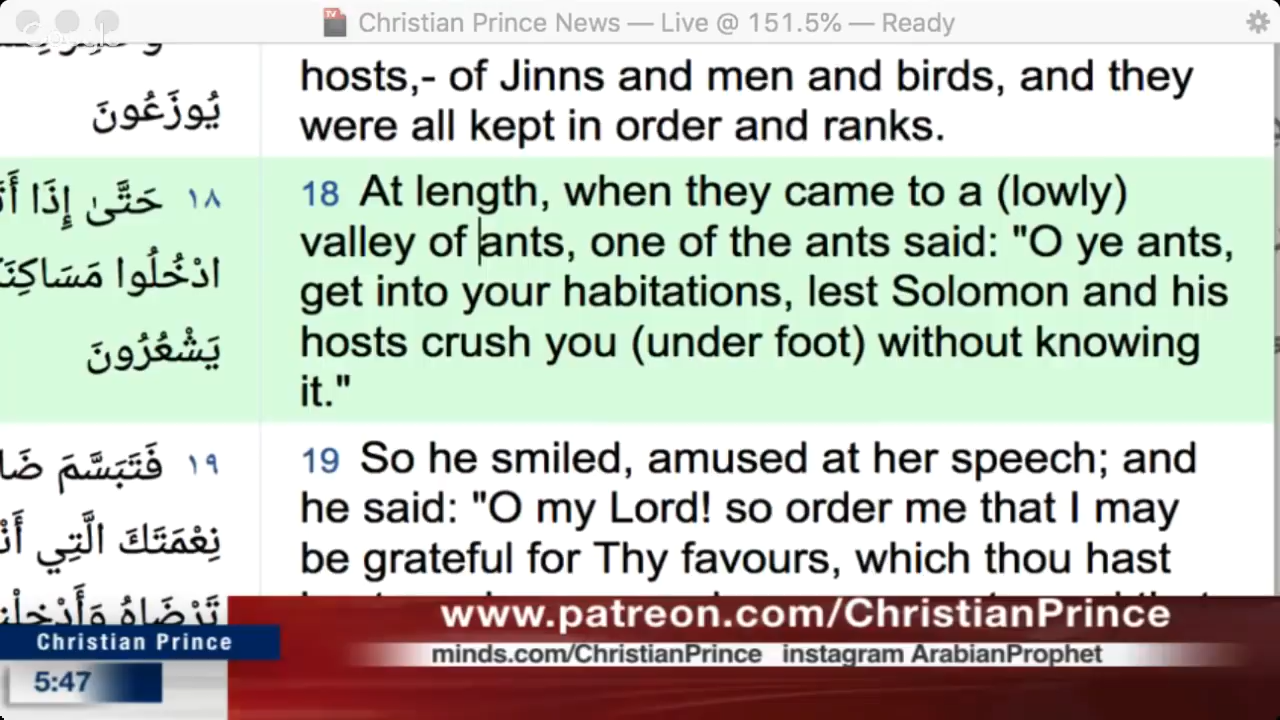 Christian Prince News — Live @ 151.5% — Ready
TV
Google
hosts,- of Jinns and men and birds, and they
were all kept in order and ranks.
يُوزَعُونَ
18 At length, when they came to a (lowly)
valley of ants, one of the ants said: "O ye ants,
get into your habitations, lest Solomon and his
hosts crush you (under foot) without knowing
it."
١٨ حَتَّىٰ إِذَا
ادْخُلُوا
يَشْعُرُونَ
19 So he smiled, amused at her speech; and
he said: "O my Lord! so order me that I may
be grateful for Thy favours, which thou hast
١٩ فَتَبَسَّمَ
نِعْمَتَكَ الَّتِي
تَرْضَاهُ
www.patreon.com/ChristianPrince
Christian Prince
minds.com/ChristianPrince instagram ArabianProphet
5:47